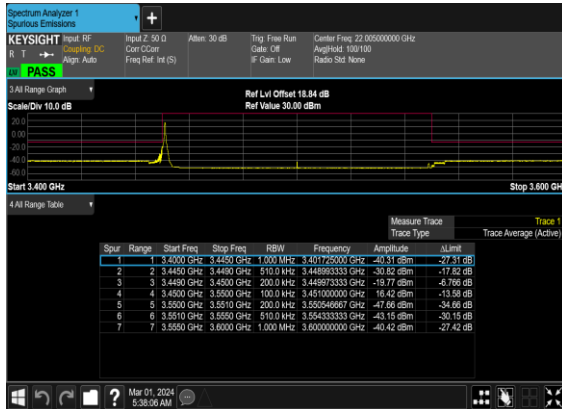 Spectrum Analyzer 1
Spurious Emissions
KEYSIGHT Input: RF Input Z: 50 Ω Atten: 30 dB Trig: Free Run Center Freq: 22.005000000 GHz
R T Coupling: DC Corr CCorr Gate: Off Avg|Hold: 100/100
Align: Auto Freq Ref: Int (S) IF Gain: Low Radio Std: None
PASS
3 All Range Graph Ref Lvl Offset 18.84 dB
Scale/Div 10.0 dB Ref Value 30.00 dBm
20.0
0.00
-20.0
-40.0
-60.0
Start 3.400 GHz Stop 3.600 GH
4 All Range Table
Measure Trace Trace 1
Trace Type Trace Average (Active)
Spur Range Start Freq Stop Freq RBW Frequency Amplitude ΔLimit
1 1 3.4000 GHz 3.4450 GHz 1.000 MHz 3.401725000 GHz -40.31 dBm -27.31 dB
2 2 3.4450 GHz 3.4490 GHz 510.0 kHz 3.448993333 GHz -30.82 dBm -17.82 dB
3 3 3.4490 GHz 3.4500 GHz 200.0 kHz 3.449973333 GHz -19.77 dBm -6.766 dB
4 4 3.4500 GHz 3.5500 GHz 100.0 kHz 3.451000000 GHz 16.42 dBm -13.58 dB
5 5 3.5500 GHz 3.5510 GHz 200.0 kHz 3.550546667 GHz -47.66 dBm -34.66 dB
6 6 3.5510 GHz 3.5550 GHz 510.0 kHz 3.554333333 GHz -43.15 dBm -30.15 dB
7 7 3.5550 GHz 3.6000 GHz 1.000 MHz 3.600000000 GHz -40.42 dBm -27.42 dB
Mar 01, 2024
5:38:06 AM